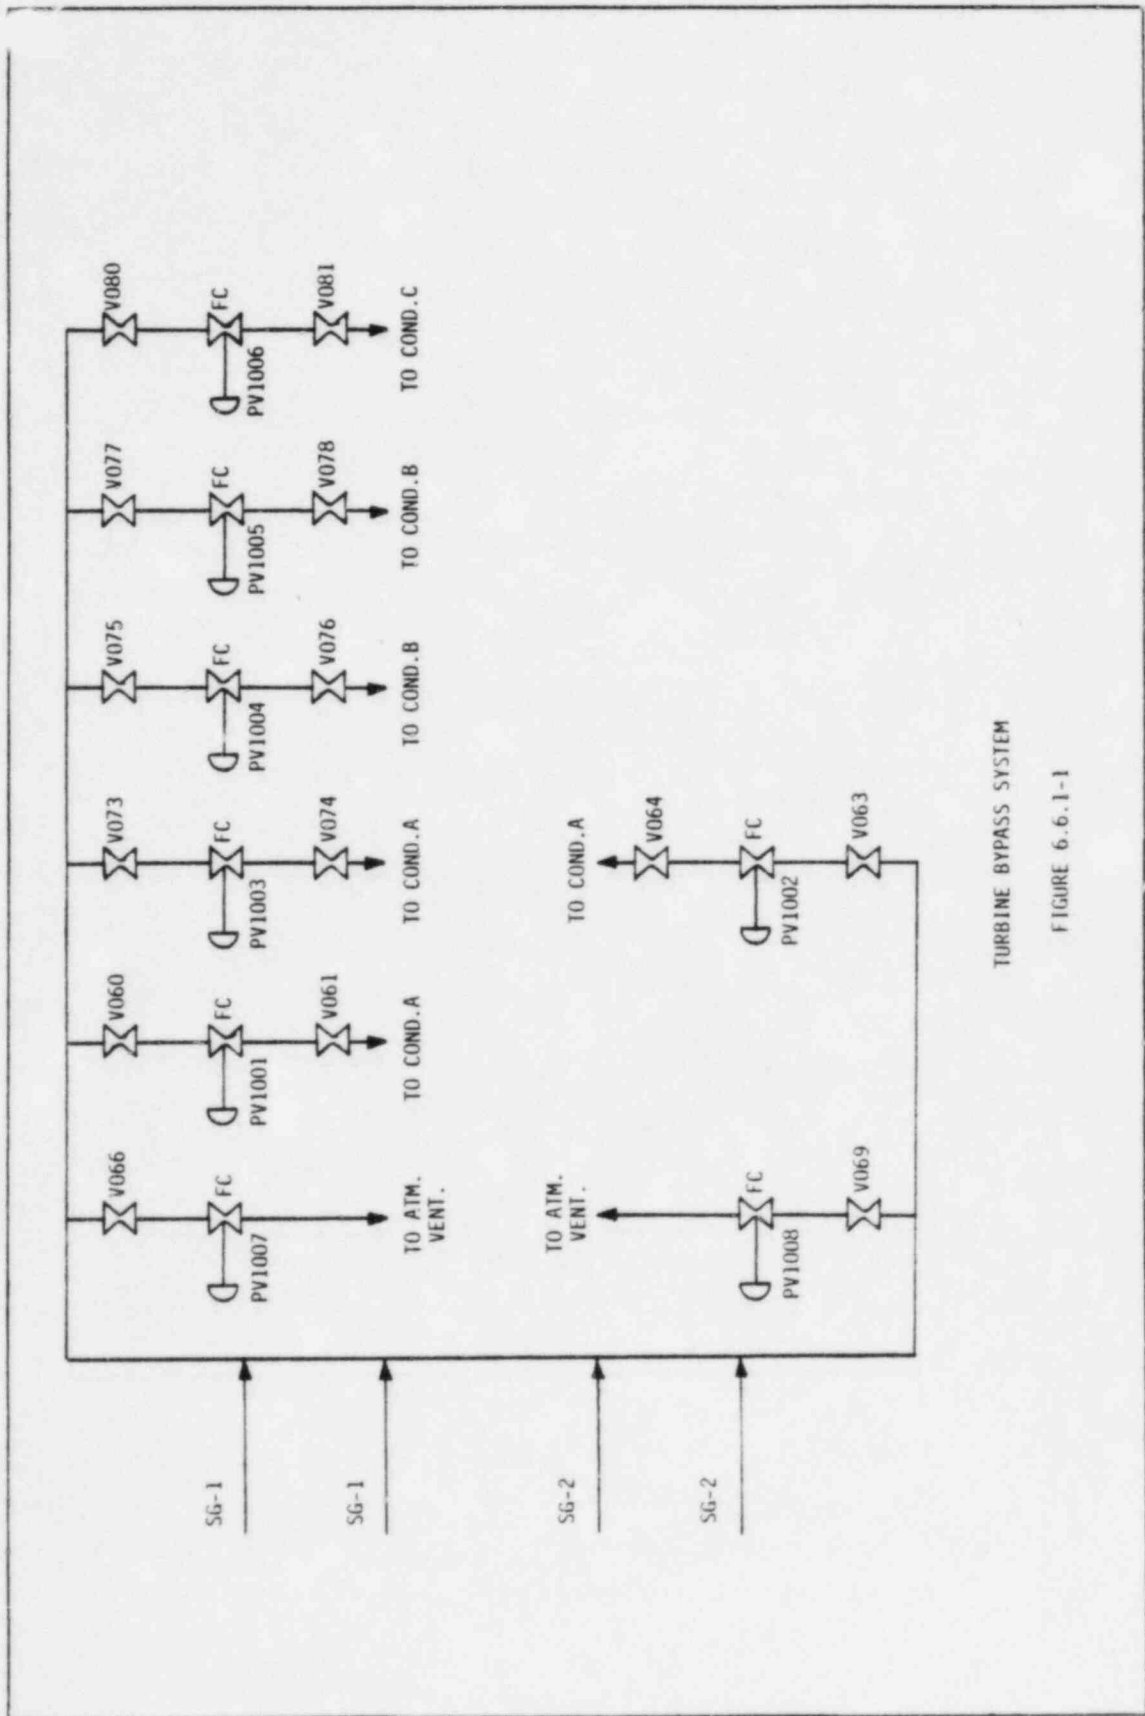 V066 V060 V073 V075 V077 V080
SG-1 FC FC FC FC FC FC
PV1007 PV1001 PV1003 PV1004 PV1005 PV1006
V061 V074 V076 V078 V081
SG-1
TO ATM. TO COND.A TO COND.A TO COND.B TO COND.B TO COND.C
VENT.
TO ATM. TO COND.A
VENT.
SG-2
V064
SG-2
FC FC
PV1008 PV1002
V069 V063
TURBINE BYPASS SYSTEM
FIGURE 6.6.1-1